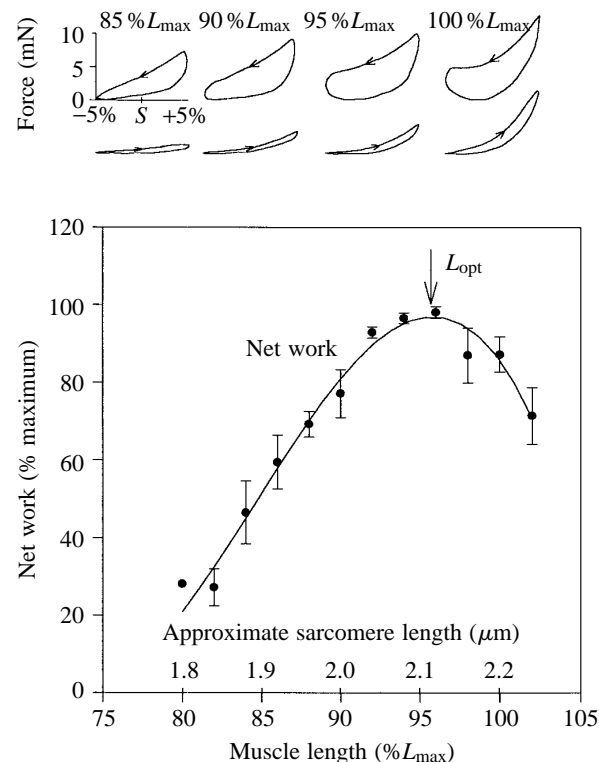 85 %Lmax 90 %Lmax 95 %Lmax 100 %Lmax
Force (mN)
10
5
0
−5% S +5%
120
100
80
60
40
20
0
Net work (% maximum)
Lopt
Net work
Approximate sarcomere length (μm)
1.8 1.9 2.0 2.1 2.2
75 80 85 90 95 100 105
Muscle length (%Lmax)